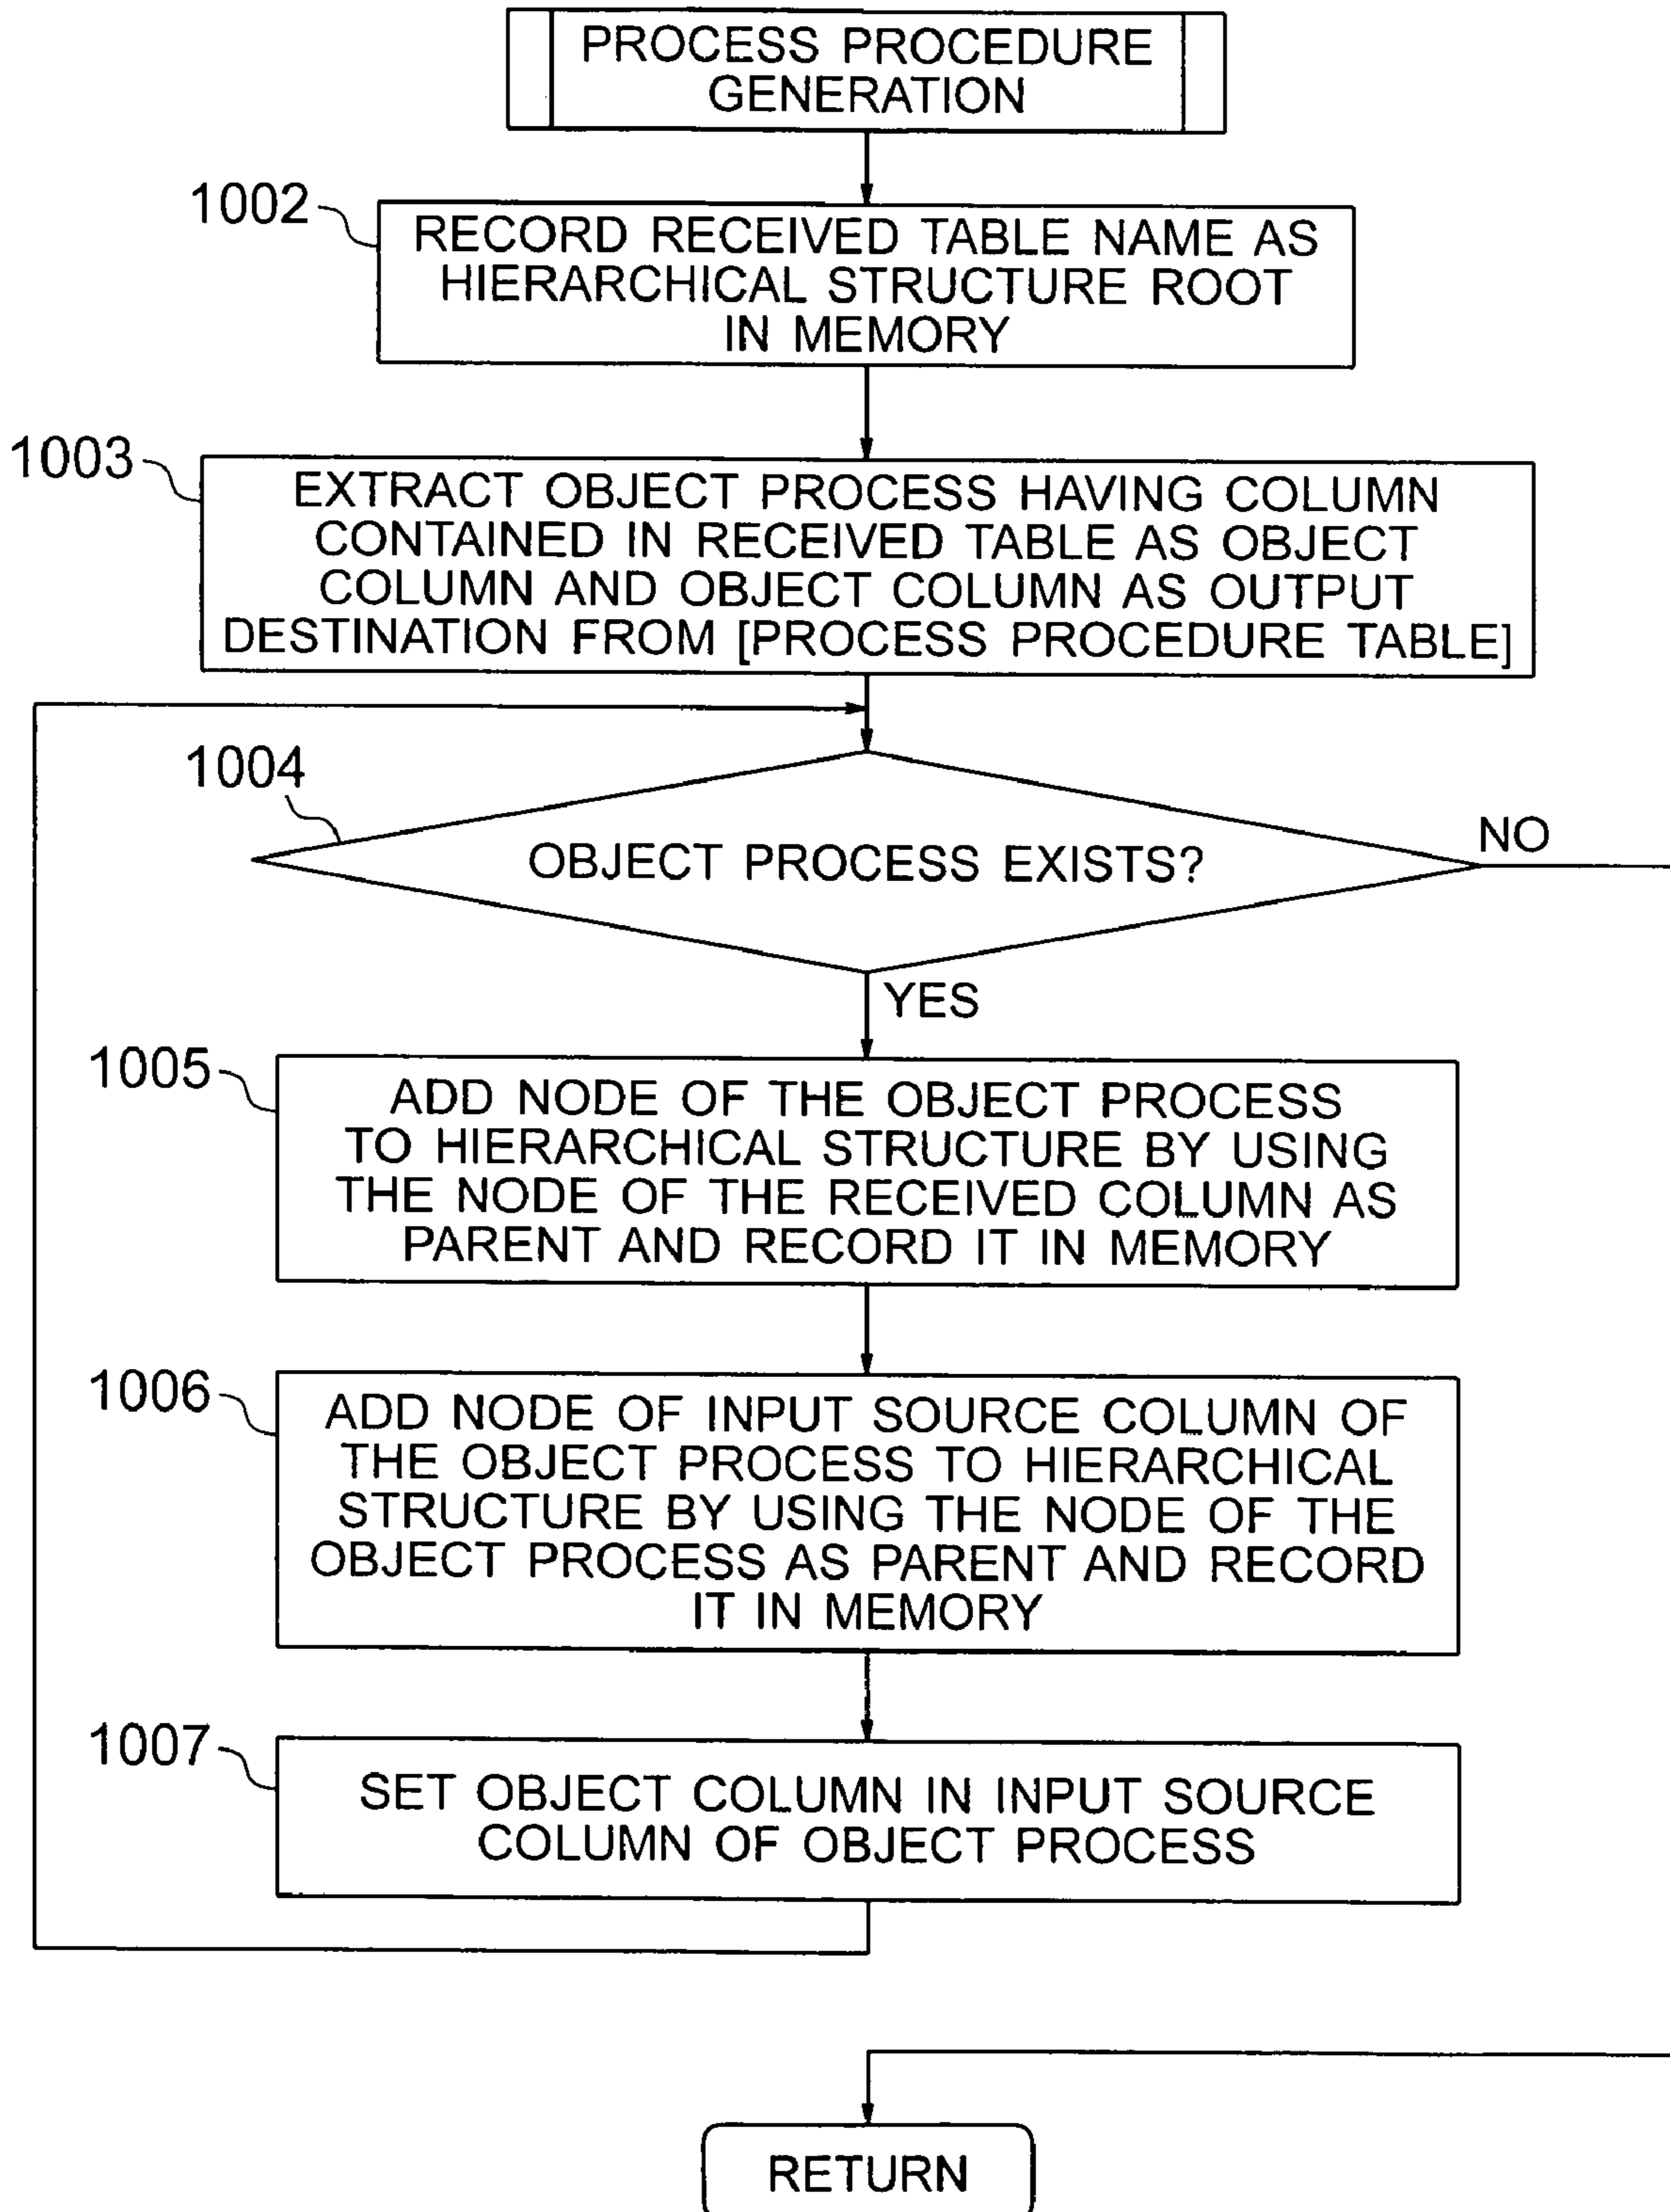 PROCESS PROCEDURE
GENERATION
1002
RECORD RECEIVED TABLE NAME AS
HIERARCHICAL STRUCTURE ROOT
IN MEMORY
1003
EXTRACT OBJECT PROCESS HAVING COLUMN
CONTAINED IN RECEIVED TABLE AS OBJECT
COLUMN AND OBJECT COLUMN AS OUTPUT
DESTINATION FROM [PROCESS PROCEDURE TABLE]
1004
OBJECT PROCESS EXISTS?
NO
YES
1005
ADD NODE OF THE OBJECT PROCESS
TO HIERARCHICAL STRUCTURE BY USING
THE NODE OF THE RECEIVED COLUMN AS
PARENT AND RECORD IT IN MEMORY
1006
ADD NODE OF INPUT SOURCE COLUMN OF
THE OBJECT PROCESS TO HIERARCHICAL
STRUCTURE BY USING THE NODE OF THE
OBJECT PROCESS AS PARENT AND RECORD
IT IN MEMORY
1007
SET OBJECT COLUMN IN INPUT SOURCE
COLUMN OF OBJECT PROCESS
RETURN